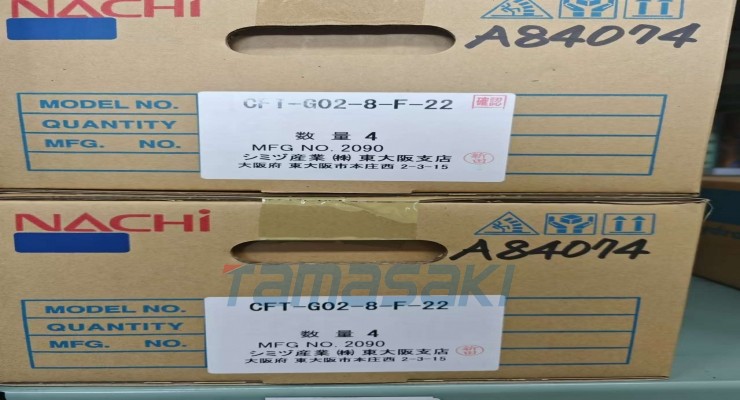 NACHi
A84074
MODEL NO.
CFT-G02-8-F-22
確認
QUANTITY
数量 4
MFG. NO.
MFG NO. 2090
シミヅ産業㈱東大阪支店
大阪府 東大阪市本庄西 2-3-15
NACHi
A84074
Tamasaki
MODEL NO.
CFT-G02-8-F-22
QUANTITY
数量 4
MFG. NO.
MFG NO. 2090
シミヅ産業㈱東大阪支店
大阪府 東大阪市本庄西 2-3-15